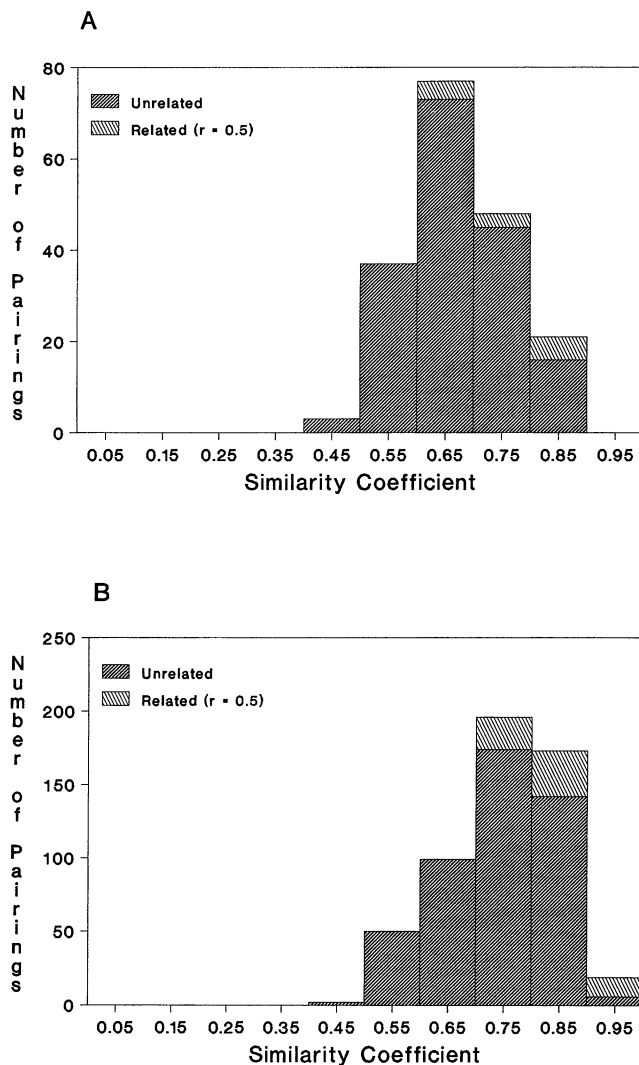 A
Number of Pairings
80
60
40
20
0
Unrelated
Related (r = 0.5)
0.05 0.15 0.25 0.35 0.45 0.55 0.65 0.75 0.85 0.95
Similarity Coefficient
B
Number of Pairings
250
200
150
100
50
0
Unrelated
Related (r = 0.5)
0.05 0.15 0.25 0.35 0.45 0.55 0.65 0.75 0.85 0.95
Similarity Coefficient